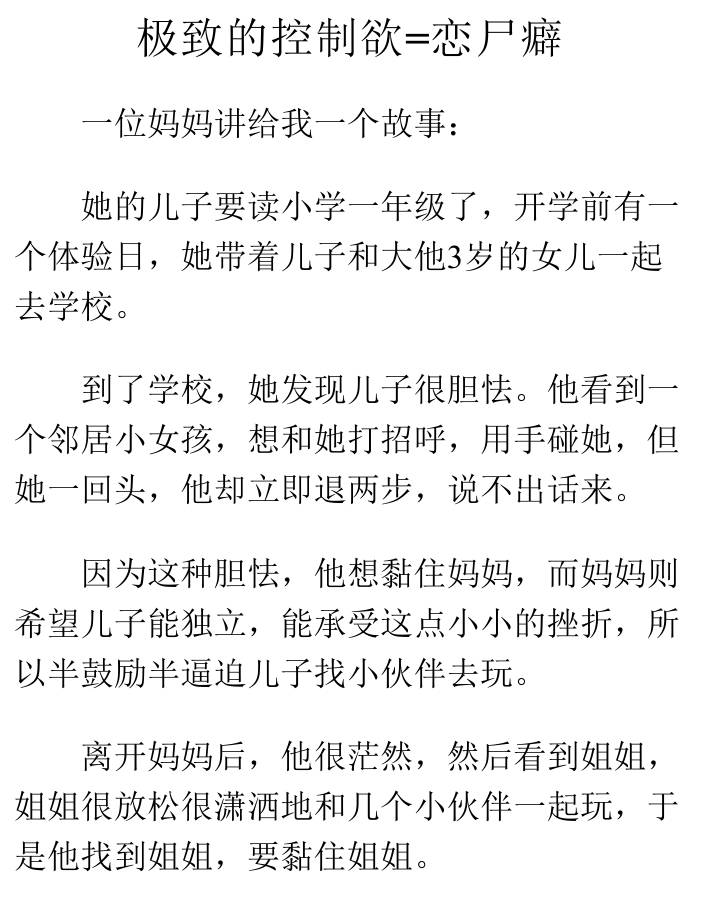 极致的控制欲=恋尸癖
一位妈妈讲给我一个故事：
她的儿子要读小学一年级了，开学前有一
个体验日，她带着儿子和大他3岁的女儿一起
去学校。
到了学校，她发现儿子很胆怯。他看到一
个邻居小女孩，想和她打招呼，用手碰她，但
她一回头，他却立即退两步，说不出话来。
因为这种胆怯，他想黏住妈妈，而妈妈则
希望儿子能独立，能承受这点小小的挫折，所
以半鼓励半逼迫儿子找小伙伴去玩。
离开妈妈后，他很茫然，然后看到姐姐，
姐姐很放松很潇洒地和几个小伙伴一起玩，于
是他找到姐姐，要黏住姐姐。